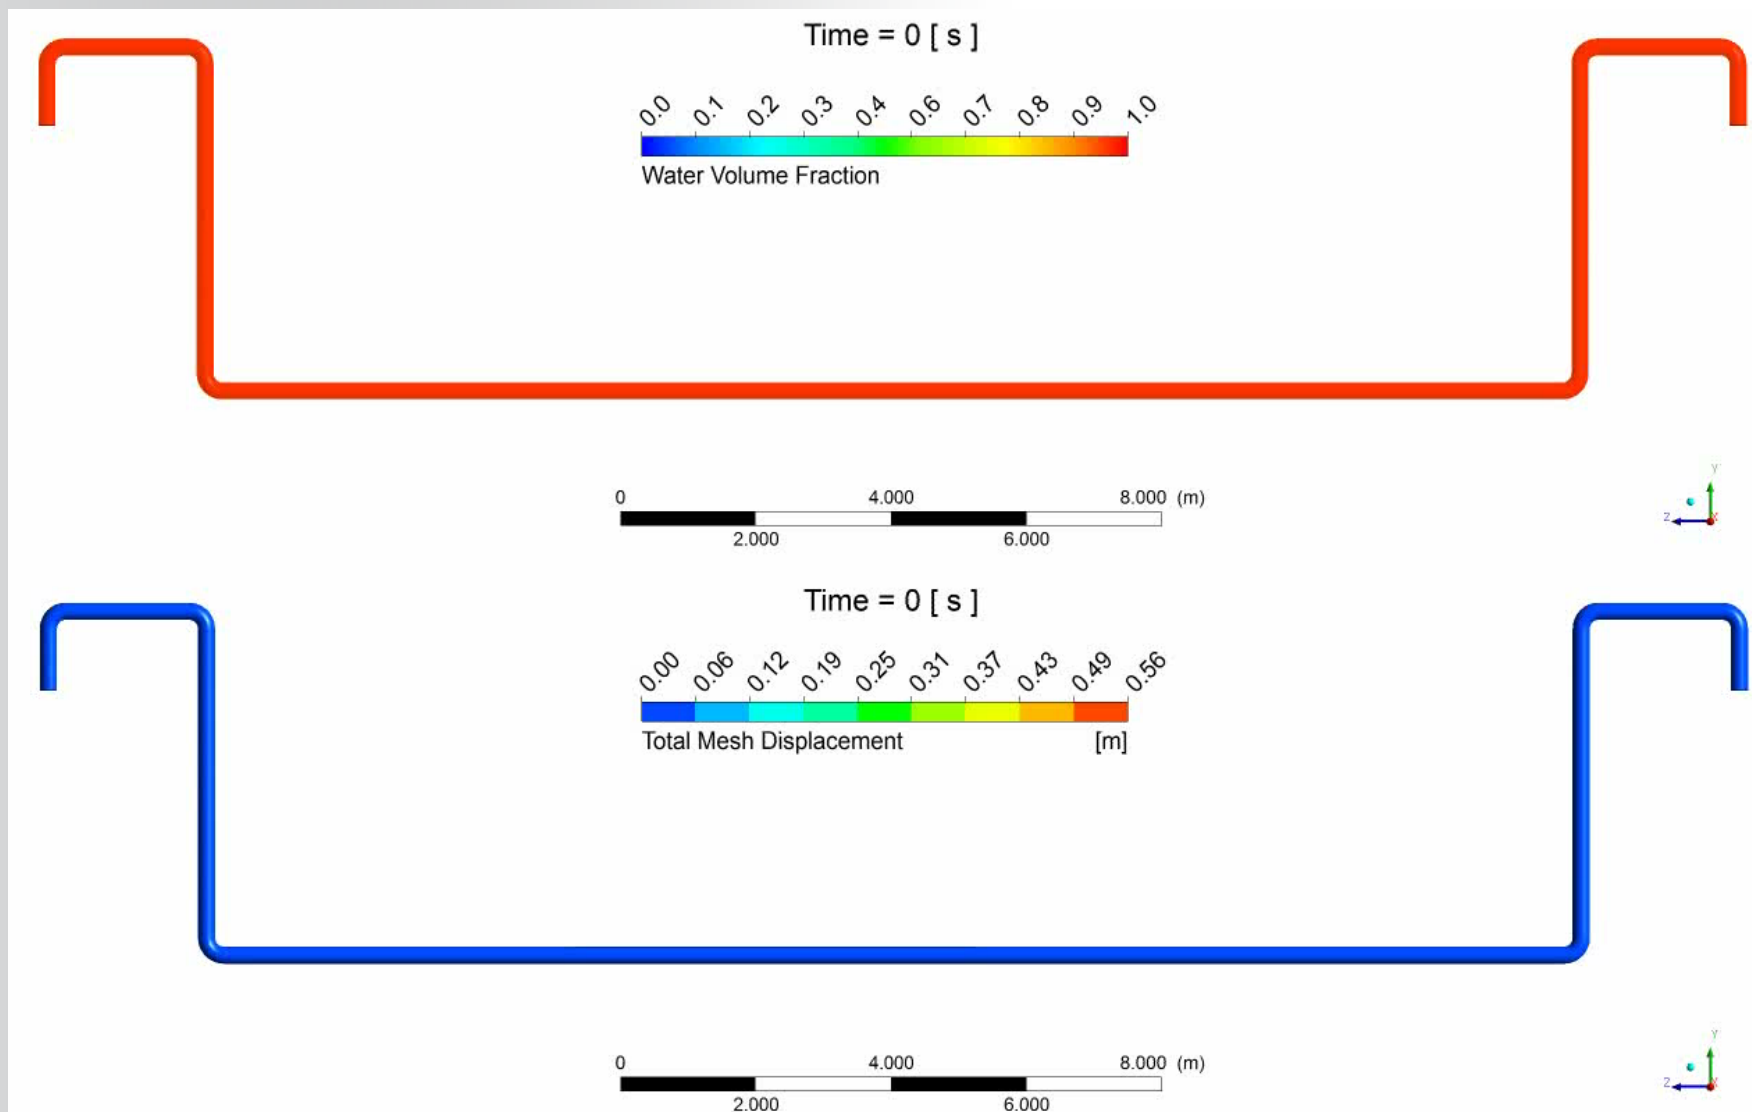 Time = 0 [ s ]
0.0 0.1 0.2 0.3 0.4 0.6 0.7 0.8 0.9 1.0
Water Volume Fraction
0 4.000 8.000 (m)
2.000 6.000
Y
Z X
Time = 0 [ s ]
0.00 0.06 0.12 0.19 0.25 0.31 0.37 0.43 0.49 0.56
Total Mesh Displacement [m]
0 4.000 8.000 (m)
2.000 6.000
Y
Z X